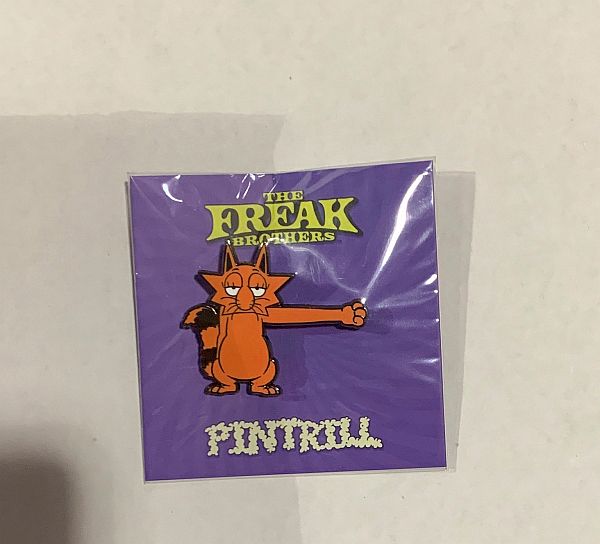 THE
FREAK
BROTHERS
PINTRILL